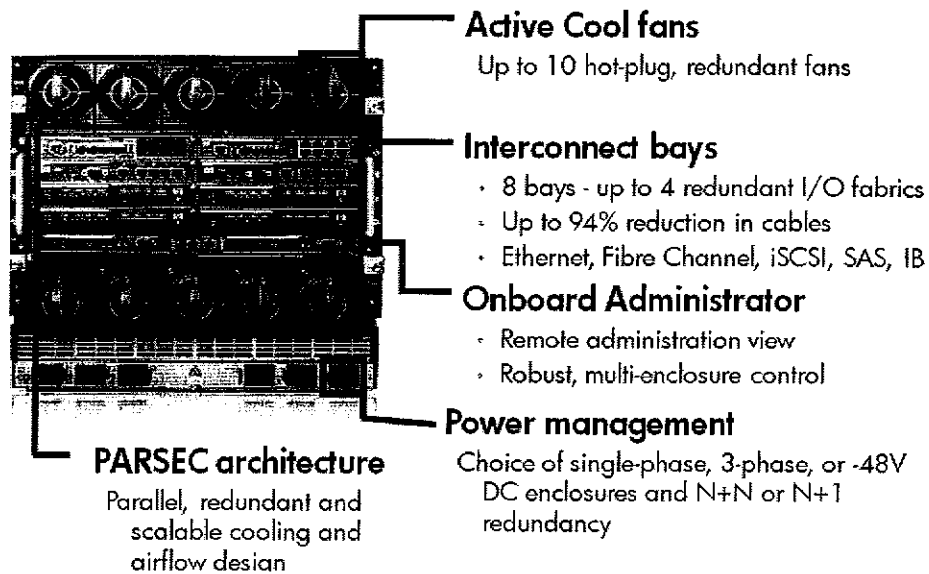 Active Cool fans
Up to 10 hot-plug, redundant fans
Interconnect bays
· 8 bays - up to 4 redundant I/O fabrics
· Up to 94% reduction in cables
· Ethernet, Fibre Channel, iSCSI, SAS, IB
Onboard Administrator
· Remote administration view
· Robust, multi-enclosure control
Power management
Choice of single-phase, 3-phase, or -48V
DC enclosures and N+N or N+1
redundancy
PARSEC architecture
Parallel, redundant and
scalable cooling and
airflow design